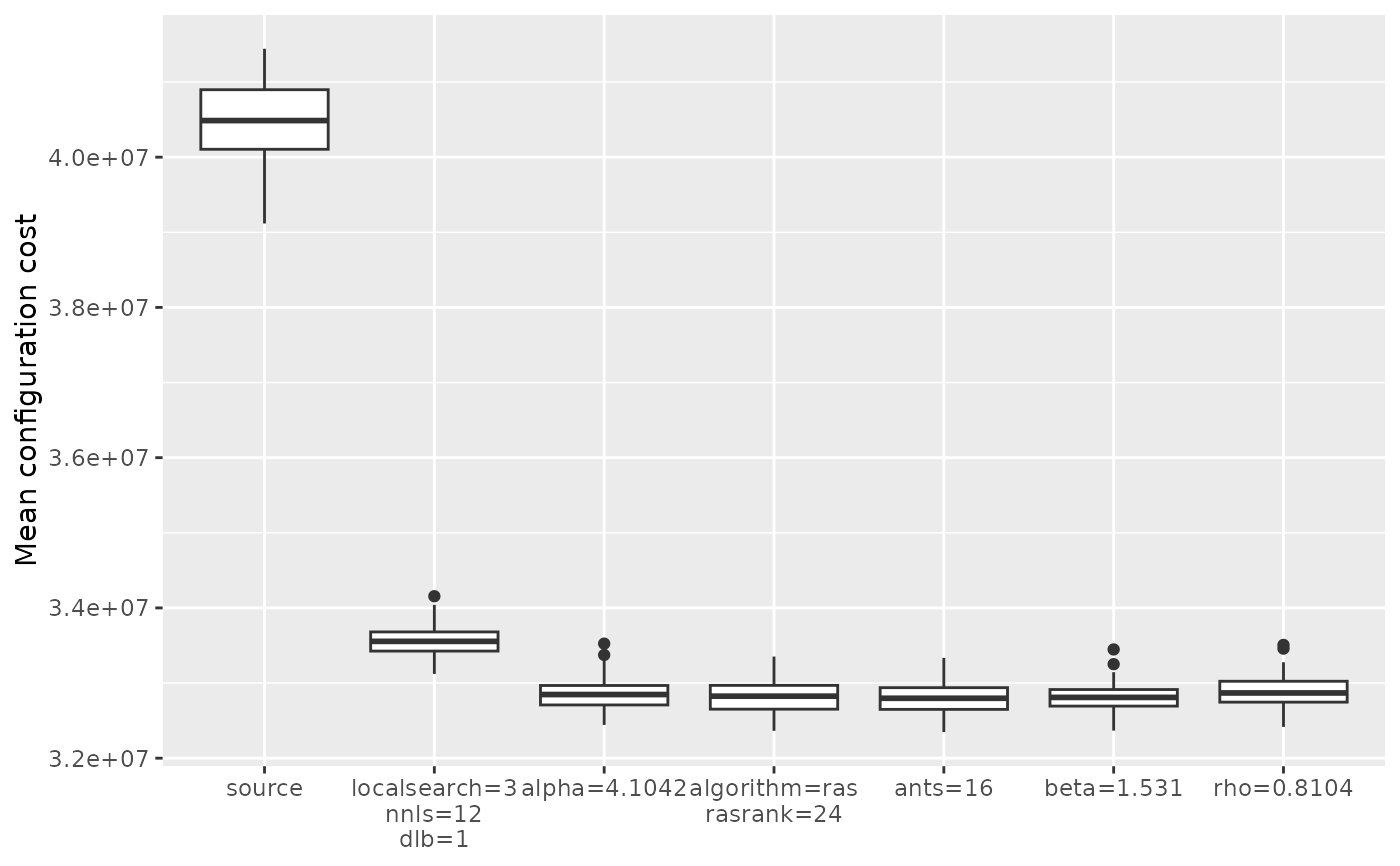 Mean configuration cost
4.0e+07
3.8e+07
3.6e+07
3.4e+07
3.2e+07
source
localsearch=3
nnls=12
dlb=1
alpha=4.1042
algorithm=ras
rasrank=24
ants=16
beta=1.531
rho=0.8104